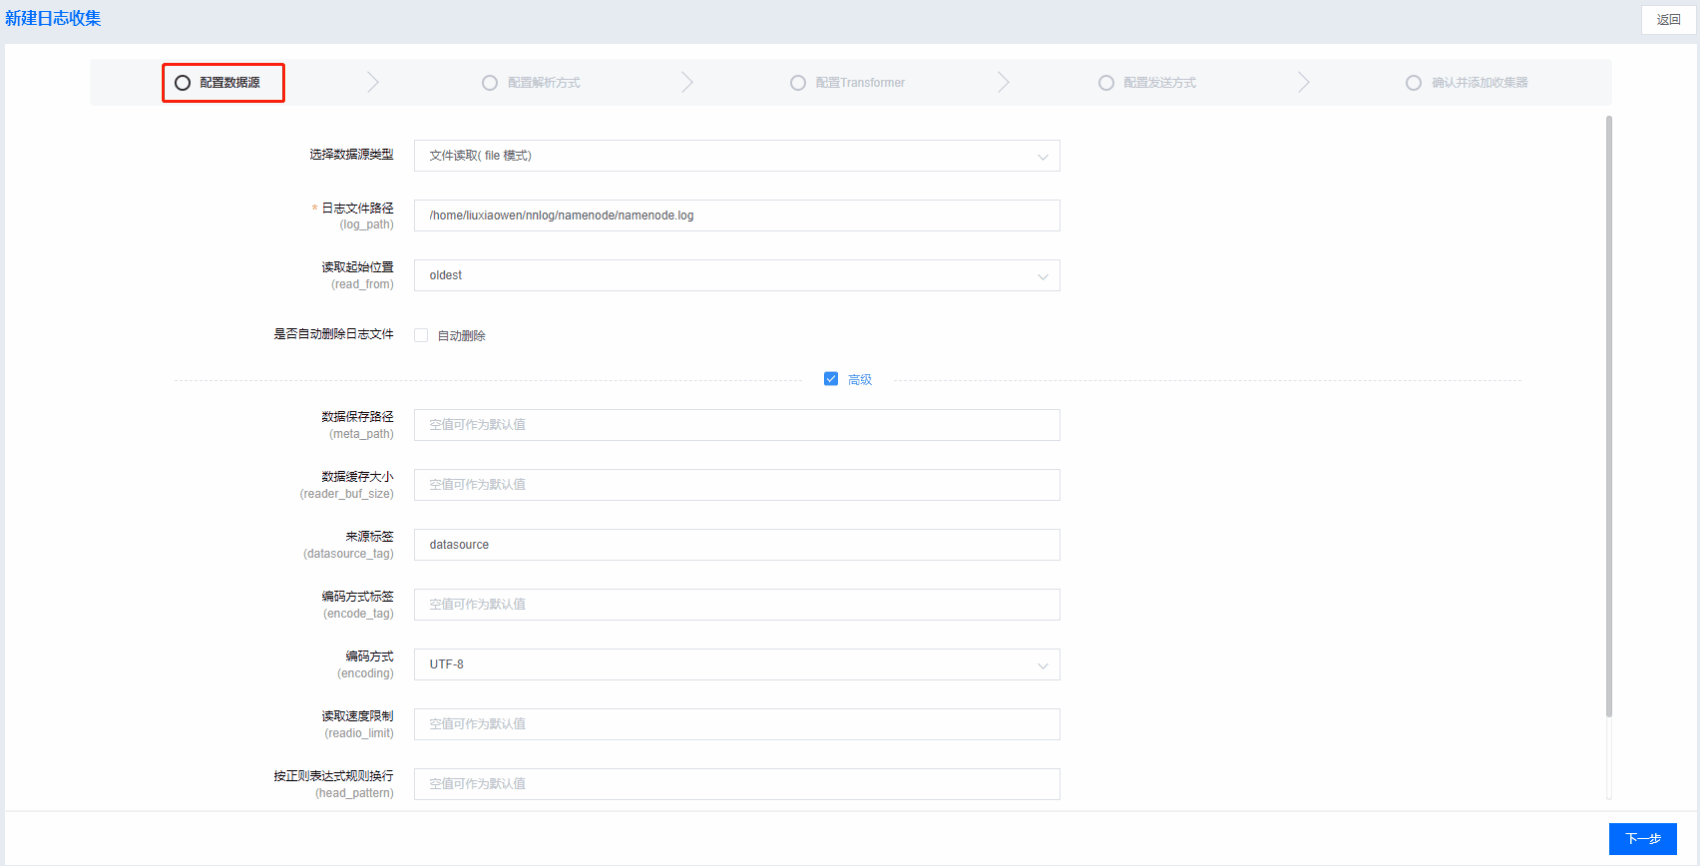 新建日志收集
返回
配置数据源
配置解析方式
配置Transformer
配置发送方式
确认并添加收集器
选择数据源类型
文件读取( file 模式)
* 日志文件路径
(log_path)
/home/liuxiaowen/nnlog/namenode/namenode.log
读取起始位置
(read_from)
oldest
是否自动删除日志文件
自动删除
高级
数据保存路径
(meta_path)
空值可作为默认值
数据缓存大小
(reader_buf_size)
空值可作为默认值
来源标签
(datasource_tag)
datasource
编码方式标签
(encode_tag)
空值可作为默认值
编码方式
(encoding)
UTF-8
读取速度限制
(readio_limit)
空值可作为默认值
按正则表达式规则换行
(head_pattern)
空值可作为默认值
下一步